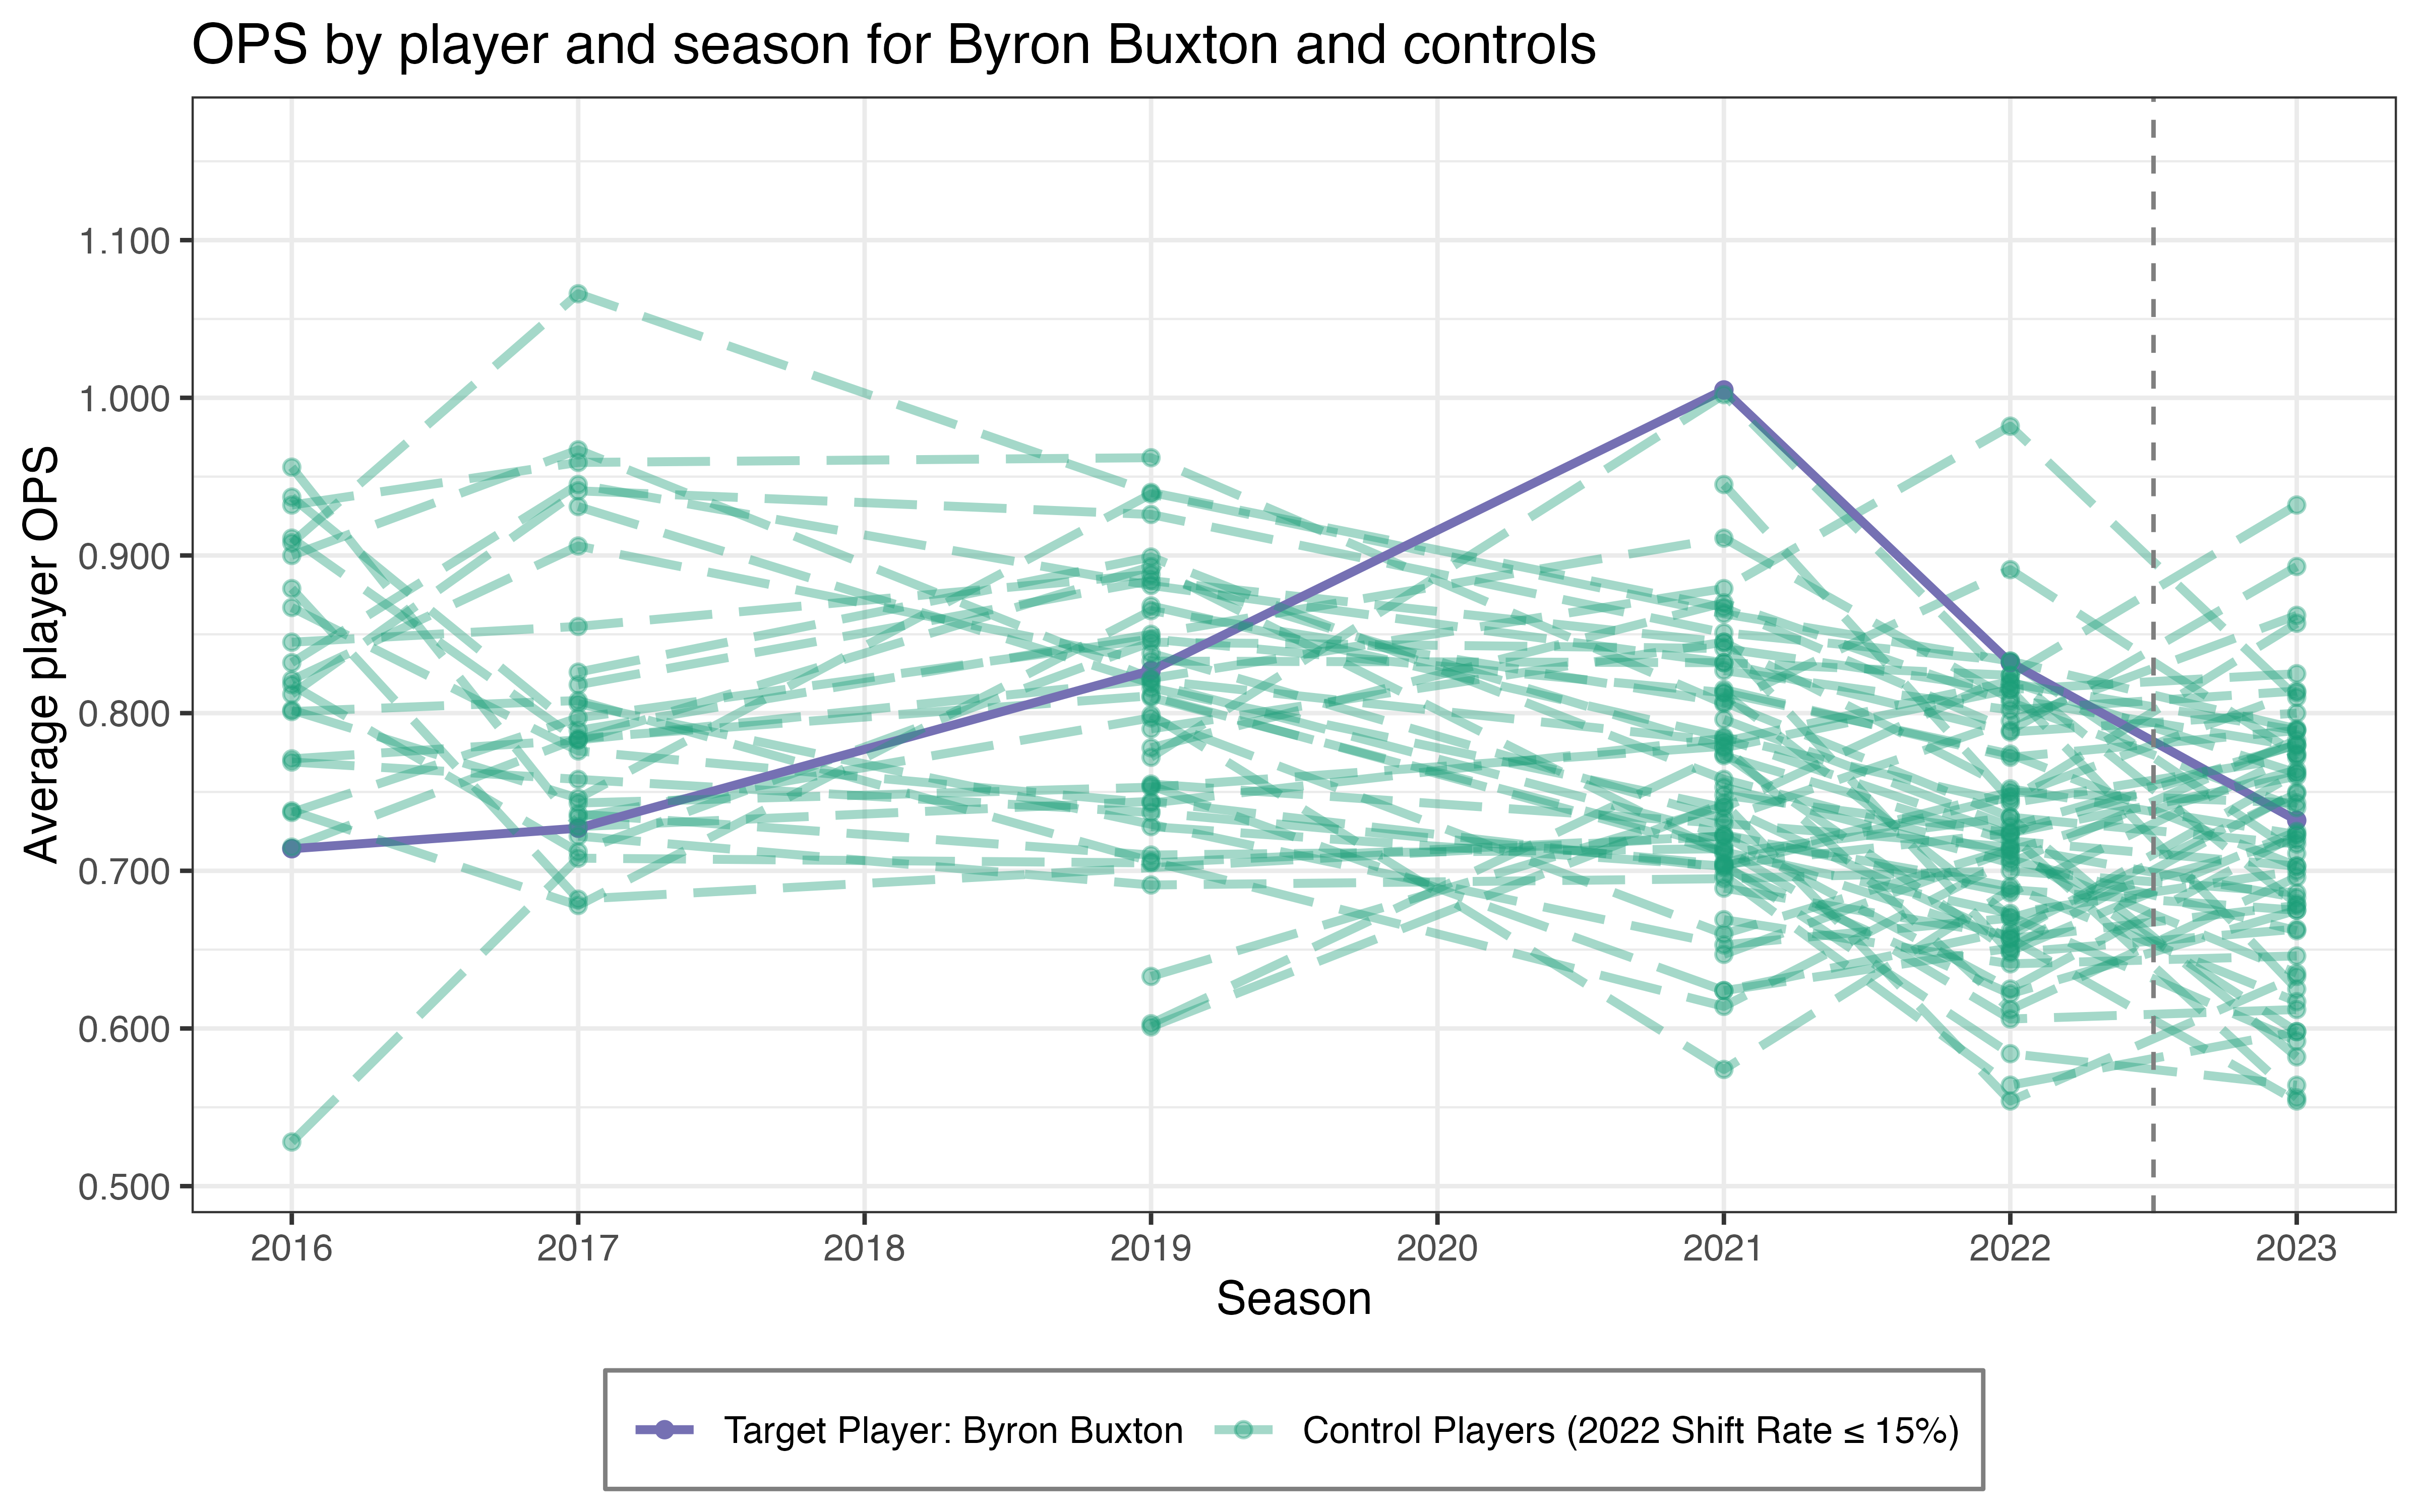 OPS by player and season for Byron Buxton and controls
Average player OPS
1.100
1.000
0.900
0.800
0.700
0.600
0.500
2016 2017 2018 2019 2020 2021 2022 2023
Season
Target Player: Byron Buxton Control Players (2022 Shift Rate ≤ 15%)